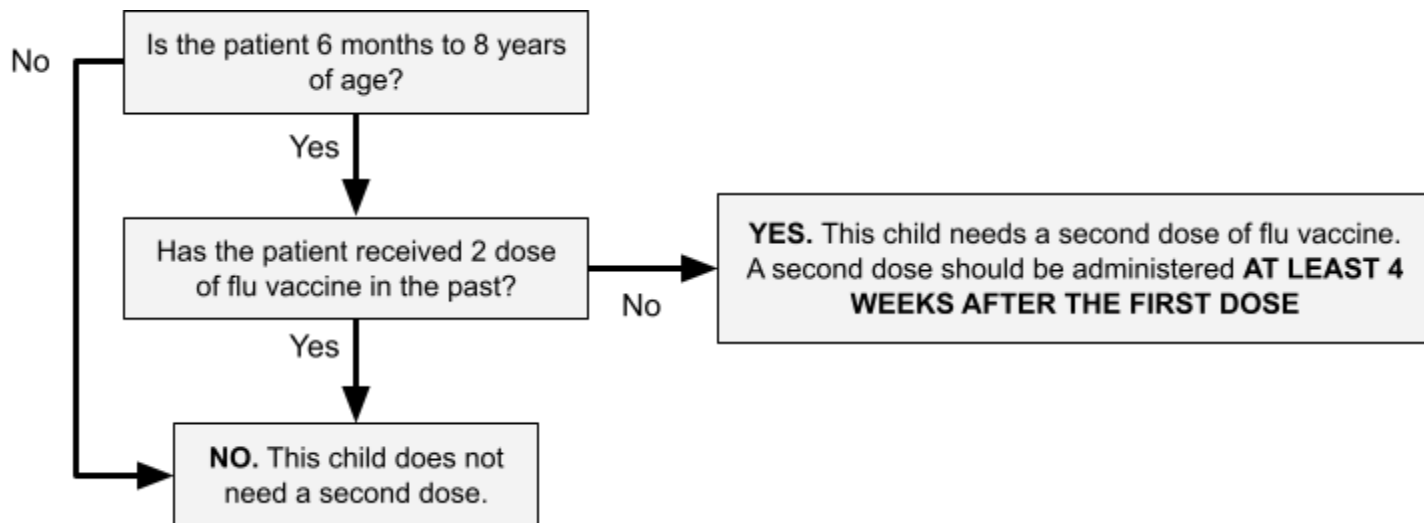 No
Is the patient 6 months to 8 years
of age?
Yes
Has the patient received 2 dose
of flu vaccine in the past?
No
YES. This child needs a second dose of flu vaccine.
A second dose should be administered AT LEAST 4
WEEKS AFTER THE FIRST DOSE
Yes
NO. This child does not
need a second dose.